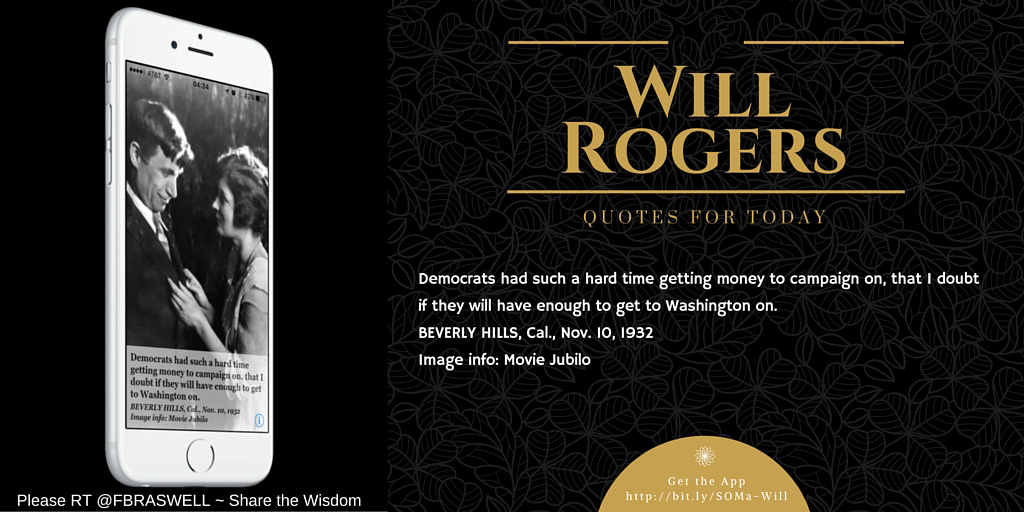 AT&T
04:34
42%
Democrats had such a hard time
getting money to campaign on, that I
doubt if they will have enough to get
to Washington on.
BEVERLY HILLS, Cal., Nov. 10, 1932
Image info: Movie Jubilo
Please RT @FBRASWELL ~ Share the Wisdom
WILL
ROGERS
QUOTES FOR TODAY
Democrats had such a hard time getting money to campaign on, that I doubt
if they will have enough to get to Washington on.
BEVERLY HILLS, Cal., Nov. 10, 1932
Image info: Movie Jubilo
Get the App
http://bit.ly/SOMa-Will